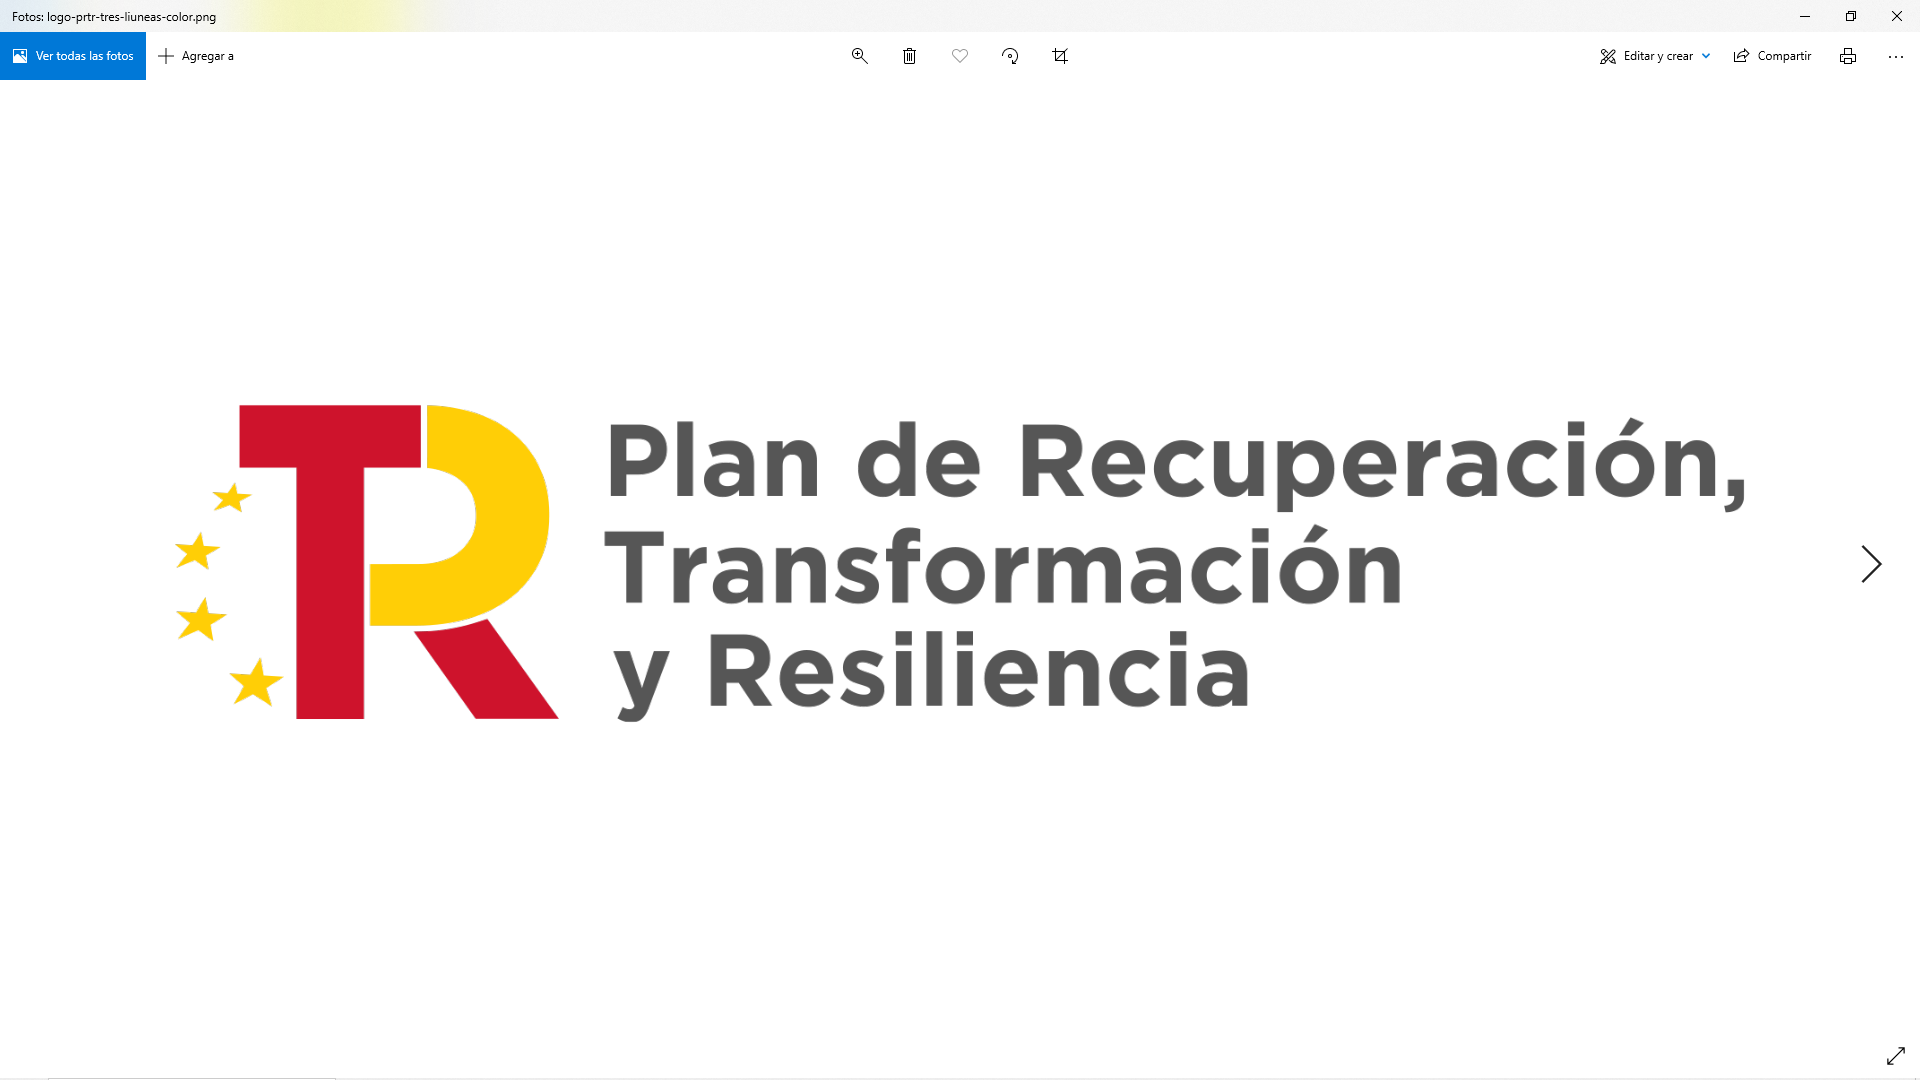 Fotos: logo-prtr-tres-liuneas-color.png
Ver todas las fotos
Agregar a
Editar y crear
Compartir
TR
Plan de Recuperación,
Transformación
y Resiliencia